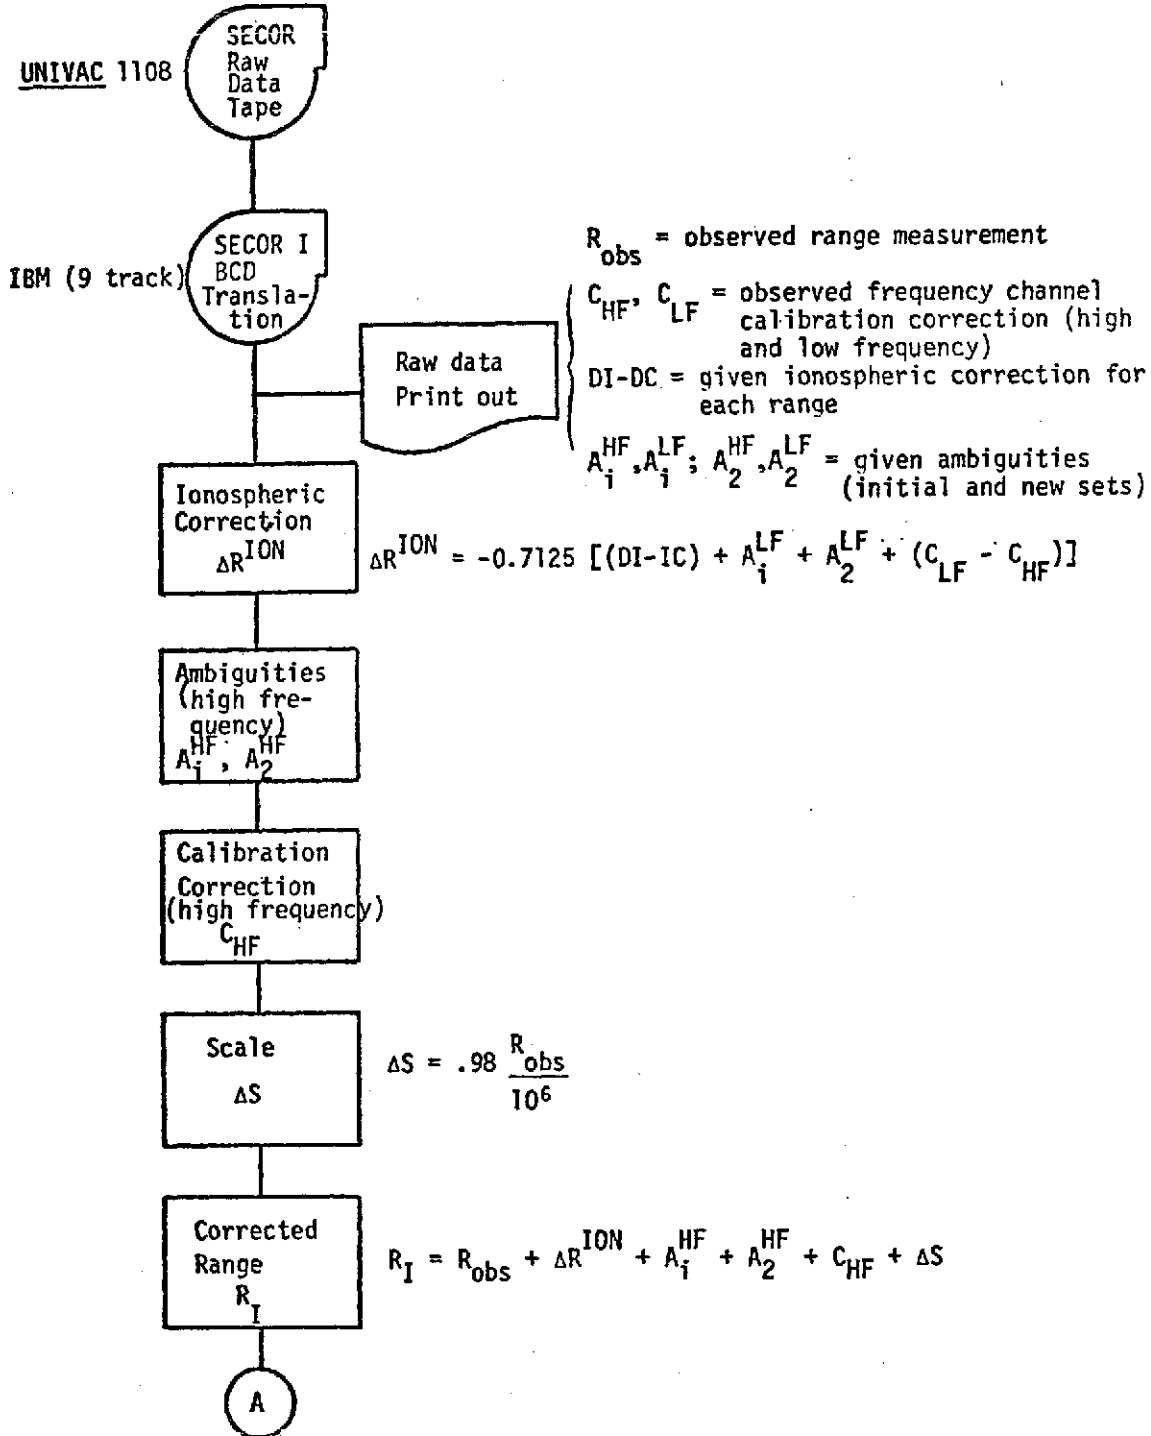 SECOR
Raw
Data
Tape
UNIVAC 1108
SECOR I
BCD
Transla-
tion
IBM (9 track)
Raw data
Print out
R_obs = observed range measurement
C_HF, C_LF = observed frequency channel
calibration correction (high
and low frequency)
DI-DC = given ionospheric correction for
each range
A_i^HF, A_i^LF; A_2^HF, A_2^LF = given ambiguities
(initial and new sets)
Ionospheric
Correction
ΔR^ION
ΔR^ION = -0.7125 [(DI-IC) + A_i^LF + A_2^LF + (C_LF - C_HF)]
Ambiguities
(high fre-
quency)
A_i^HF, A_2^HF
Calibration
Correction
(high frequency)
C_HF
Scale
ΔS
ΔS = .98 R_obs / 10^6
Corrected
Range
R_I
R_I = R_obs + ΔR^ION + A_i^HF + A_2^HF + C_HF + ΔS
A